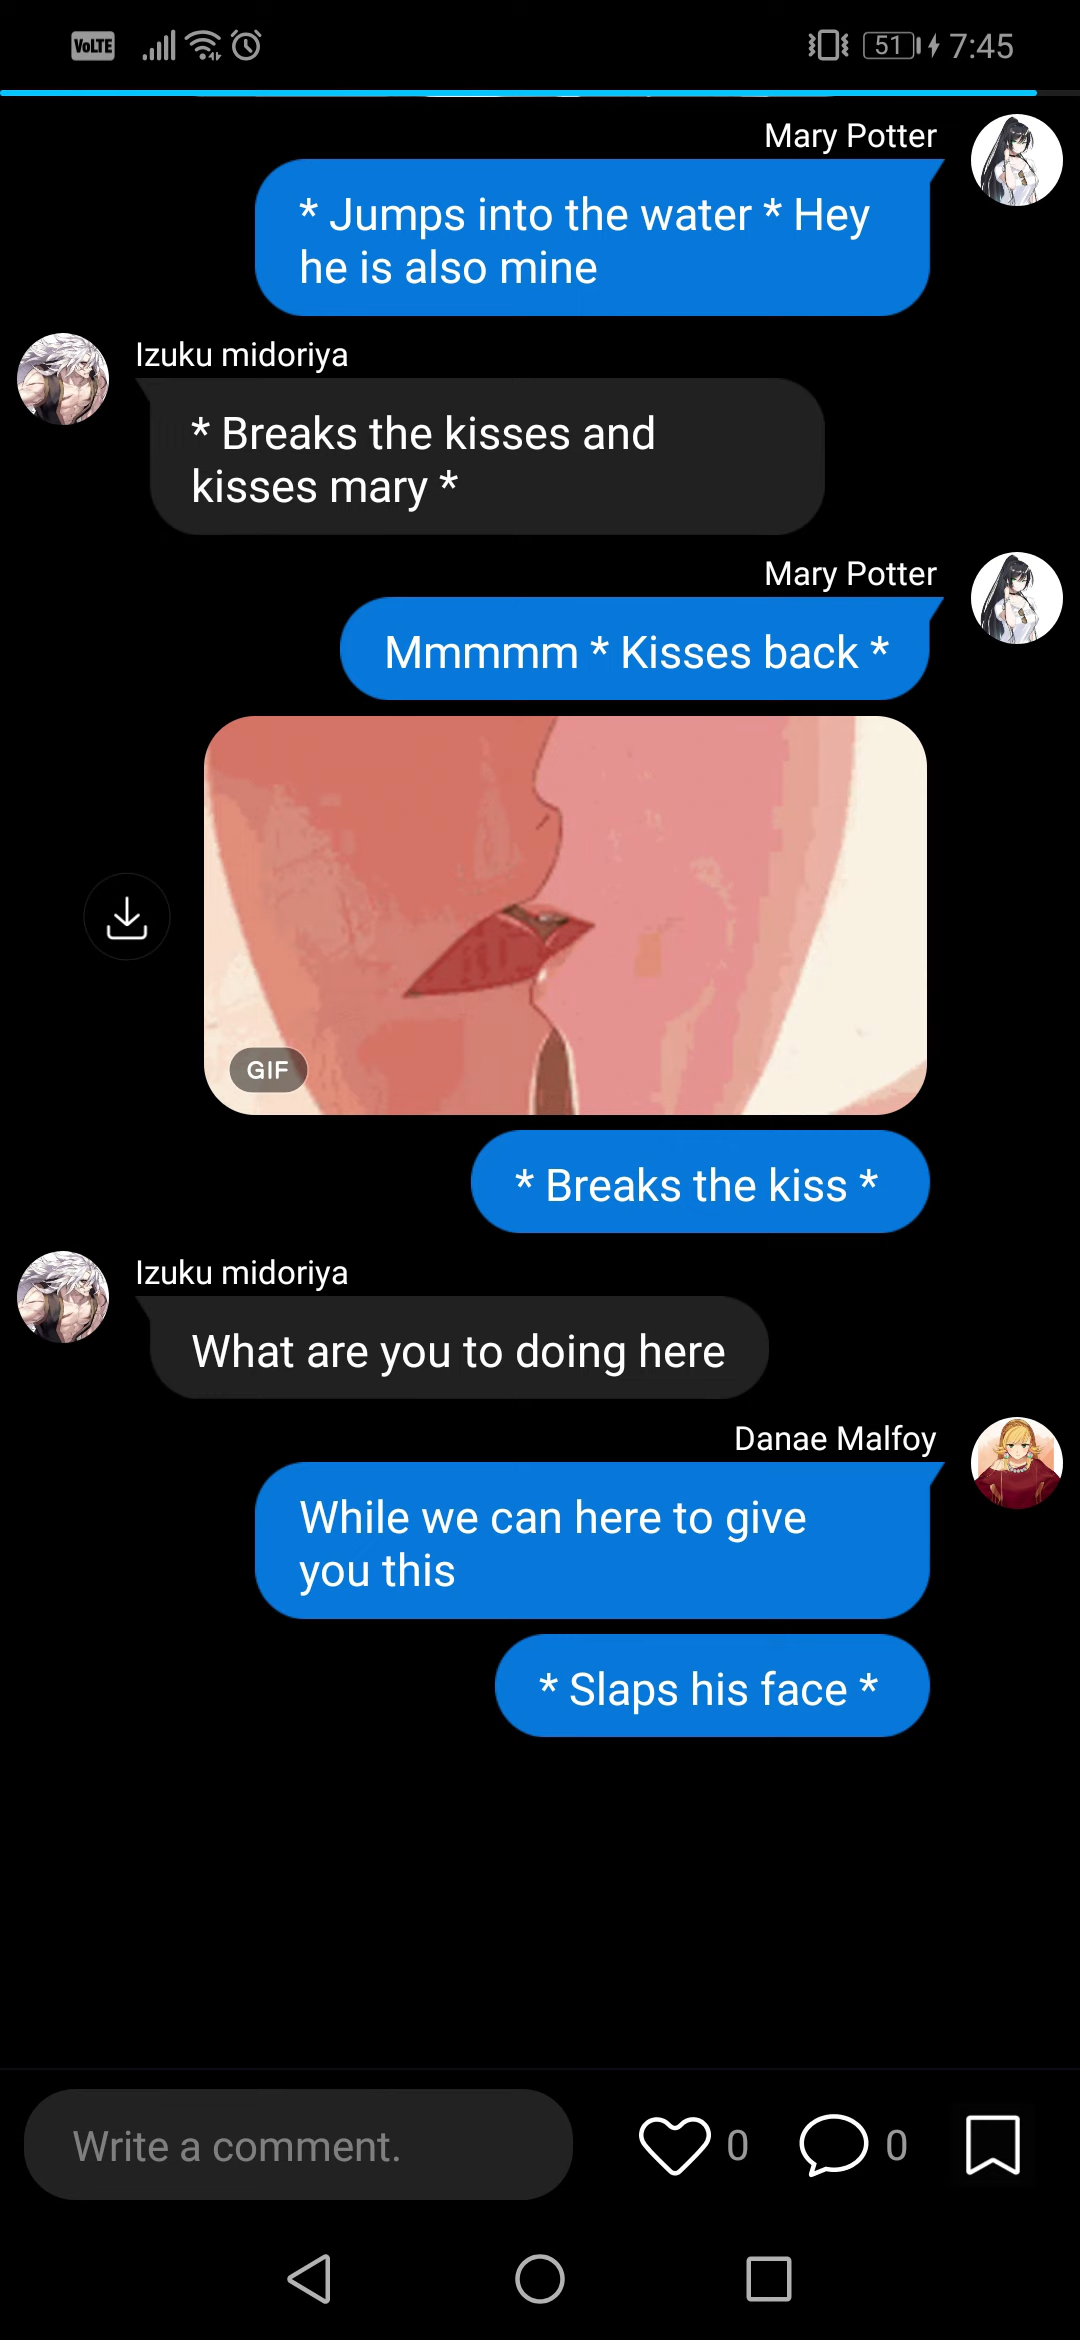 VoLTE 51 7:45
Mary Potter
* Jumps into the water * Hey
he is also mine
Izuku midoriya
* Breaks the kisses and
kisses mary *
Mary Potter
Mmmmm * Kisses back *
GIF
* Breaks the kiss *
Izuku midoriya
What are you to doing here
Danae Malfoy
While we can here to give
you this
* Slaps his face *
Write a comment.
0
0